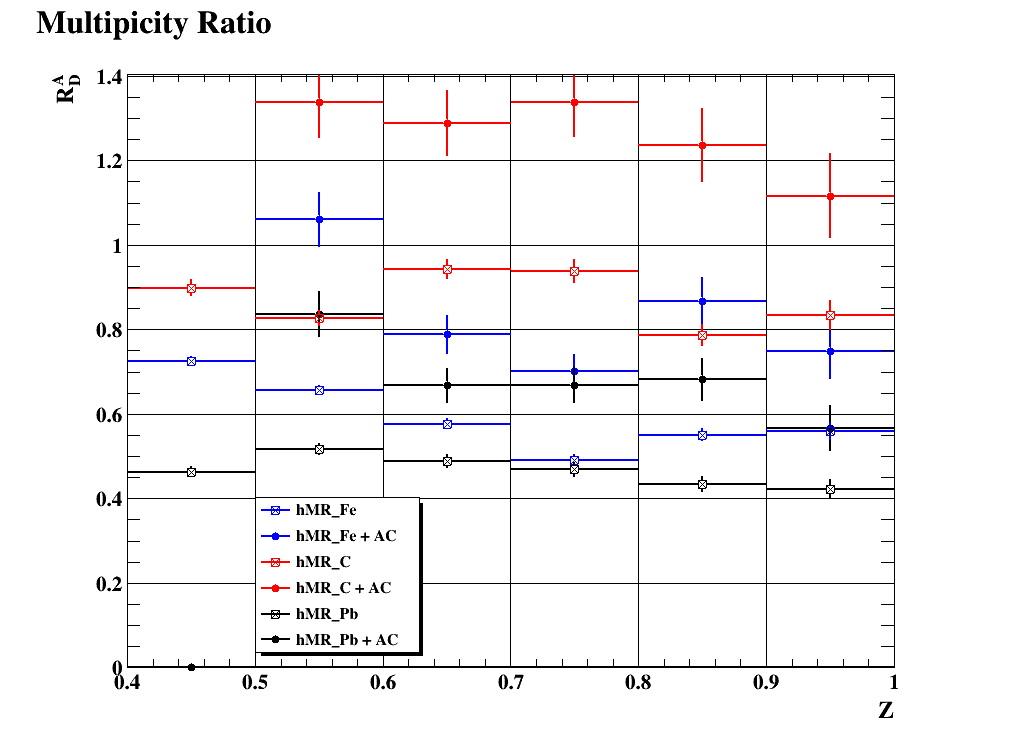 Multipicity Ratio
R_D^A
1.4
1.2
1
0.8
0.6
0.4
0.2
0
hMR_Fe
hMR_Fe + AC
hMR_C
hMR_C + AC
hMR_Pb
hMR_Pb + AC
0.4 0.5 0.6 0.7 0.8 0.9 1
Z